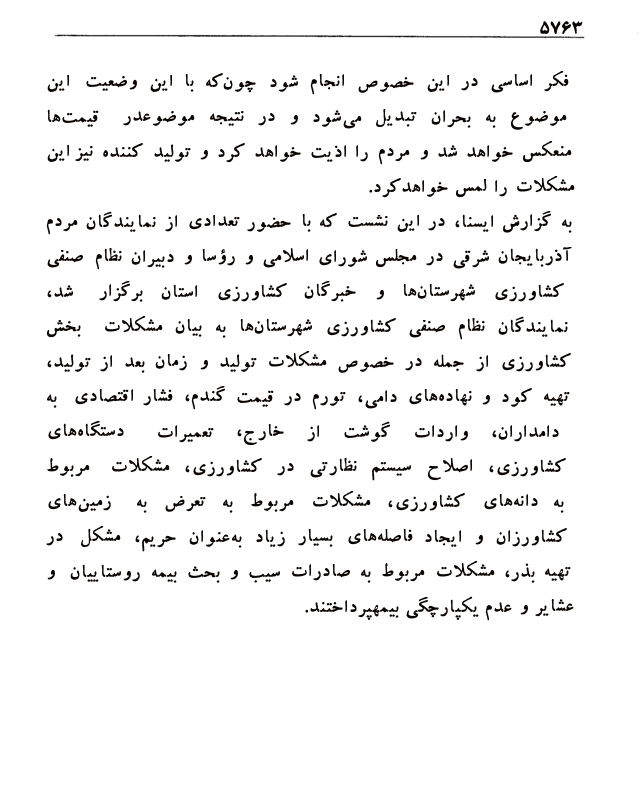 ۵۷۶۳
فکر اساسی در این خصوص انجام شود چون‌که با این وضعیت این
موضوع به بحران تبدیل می‌شود و در نتیجه موضوعدر قیمت‌ها
منعکس خواهد شد و مردم را اذیت خواهد کرد و تولید کننده نیزاین
مشکلات را لمس خواهدکرد.
به گزارش ایسنا، در این نشست که با حضور تعدادی از نمایندگان مردم
آذربایجان شرقی در مجلس شورای اسلامی و رؤسا و دبیران نظام صنفی
کشاورزی شهرستان‌ها و خبرگان کشاورزی استان برگزار شد،
نمایندگان نظام صنفی کشاورزی شهرستان‌ها به بیان مشکلات بخش
کشاورزی از جمله در خصوص مشکلات تولید و زمان بعد از تولید،
تهیه کود و نهاده‌های دامی، تورم در قیمت گندم، فشار اقتصادی به
دامداران، واردات گوشت از خارج، تعمیرات دستگاه‌های
کشاورزی، اصلاح سیستم نظارتی در کشاورزی، مشکلات مربوط
به دانه‌های کشاورزی، مشکلات مربوط به تعرض به زمین‌های
کشاورزان و ایجاد فاصله‌های بسیار زیاد به‌عنوان حریم، مشکل در
تهیه بذر، مشکلات مربوط به صادرات سیب و بحث بیمه روستاییان و
عشایر و عدم یکپارچگی بیمهپرداختند.